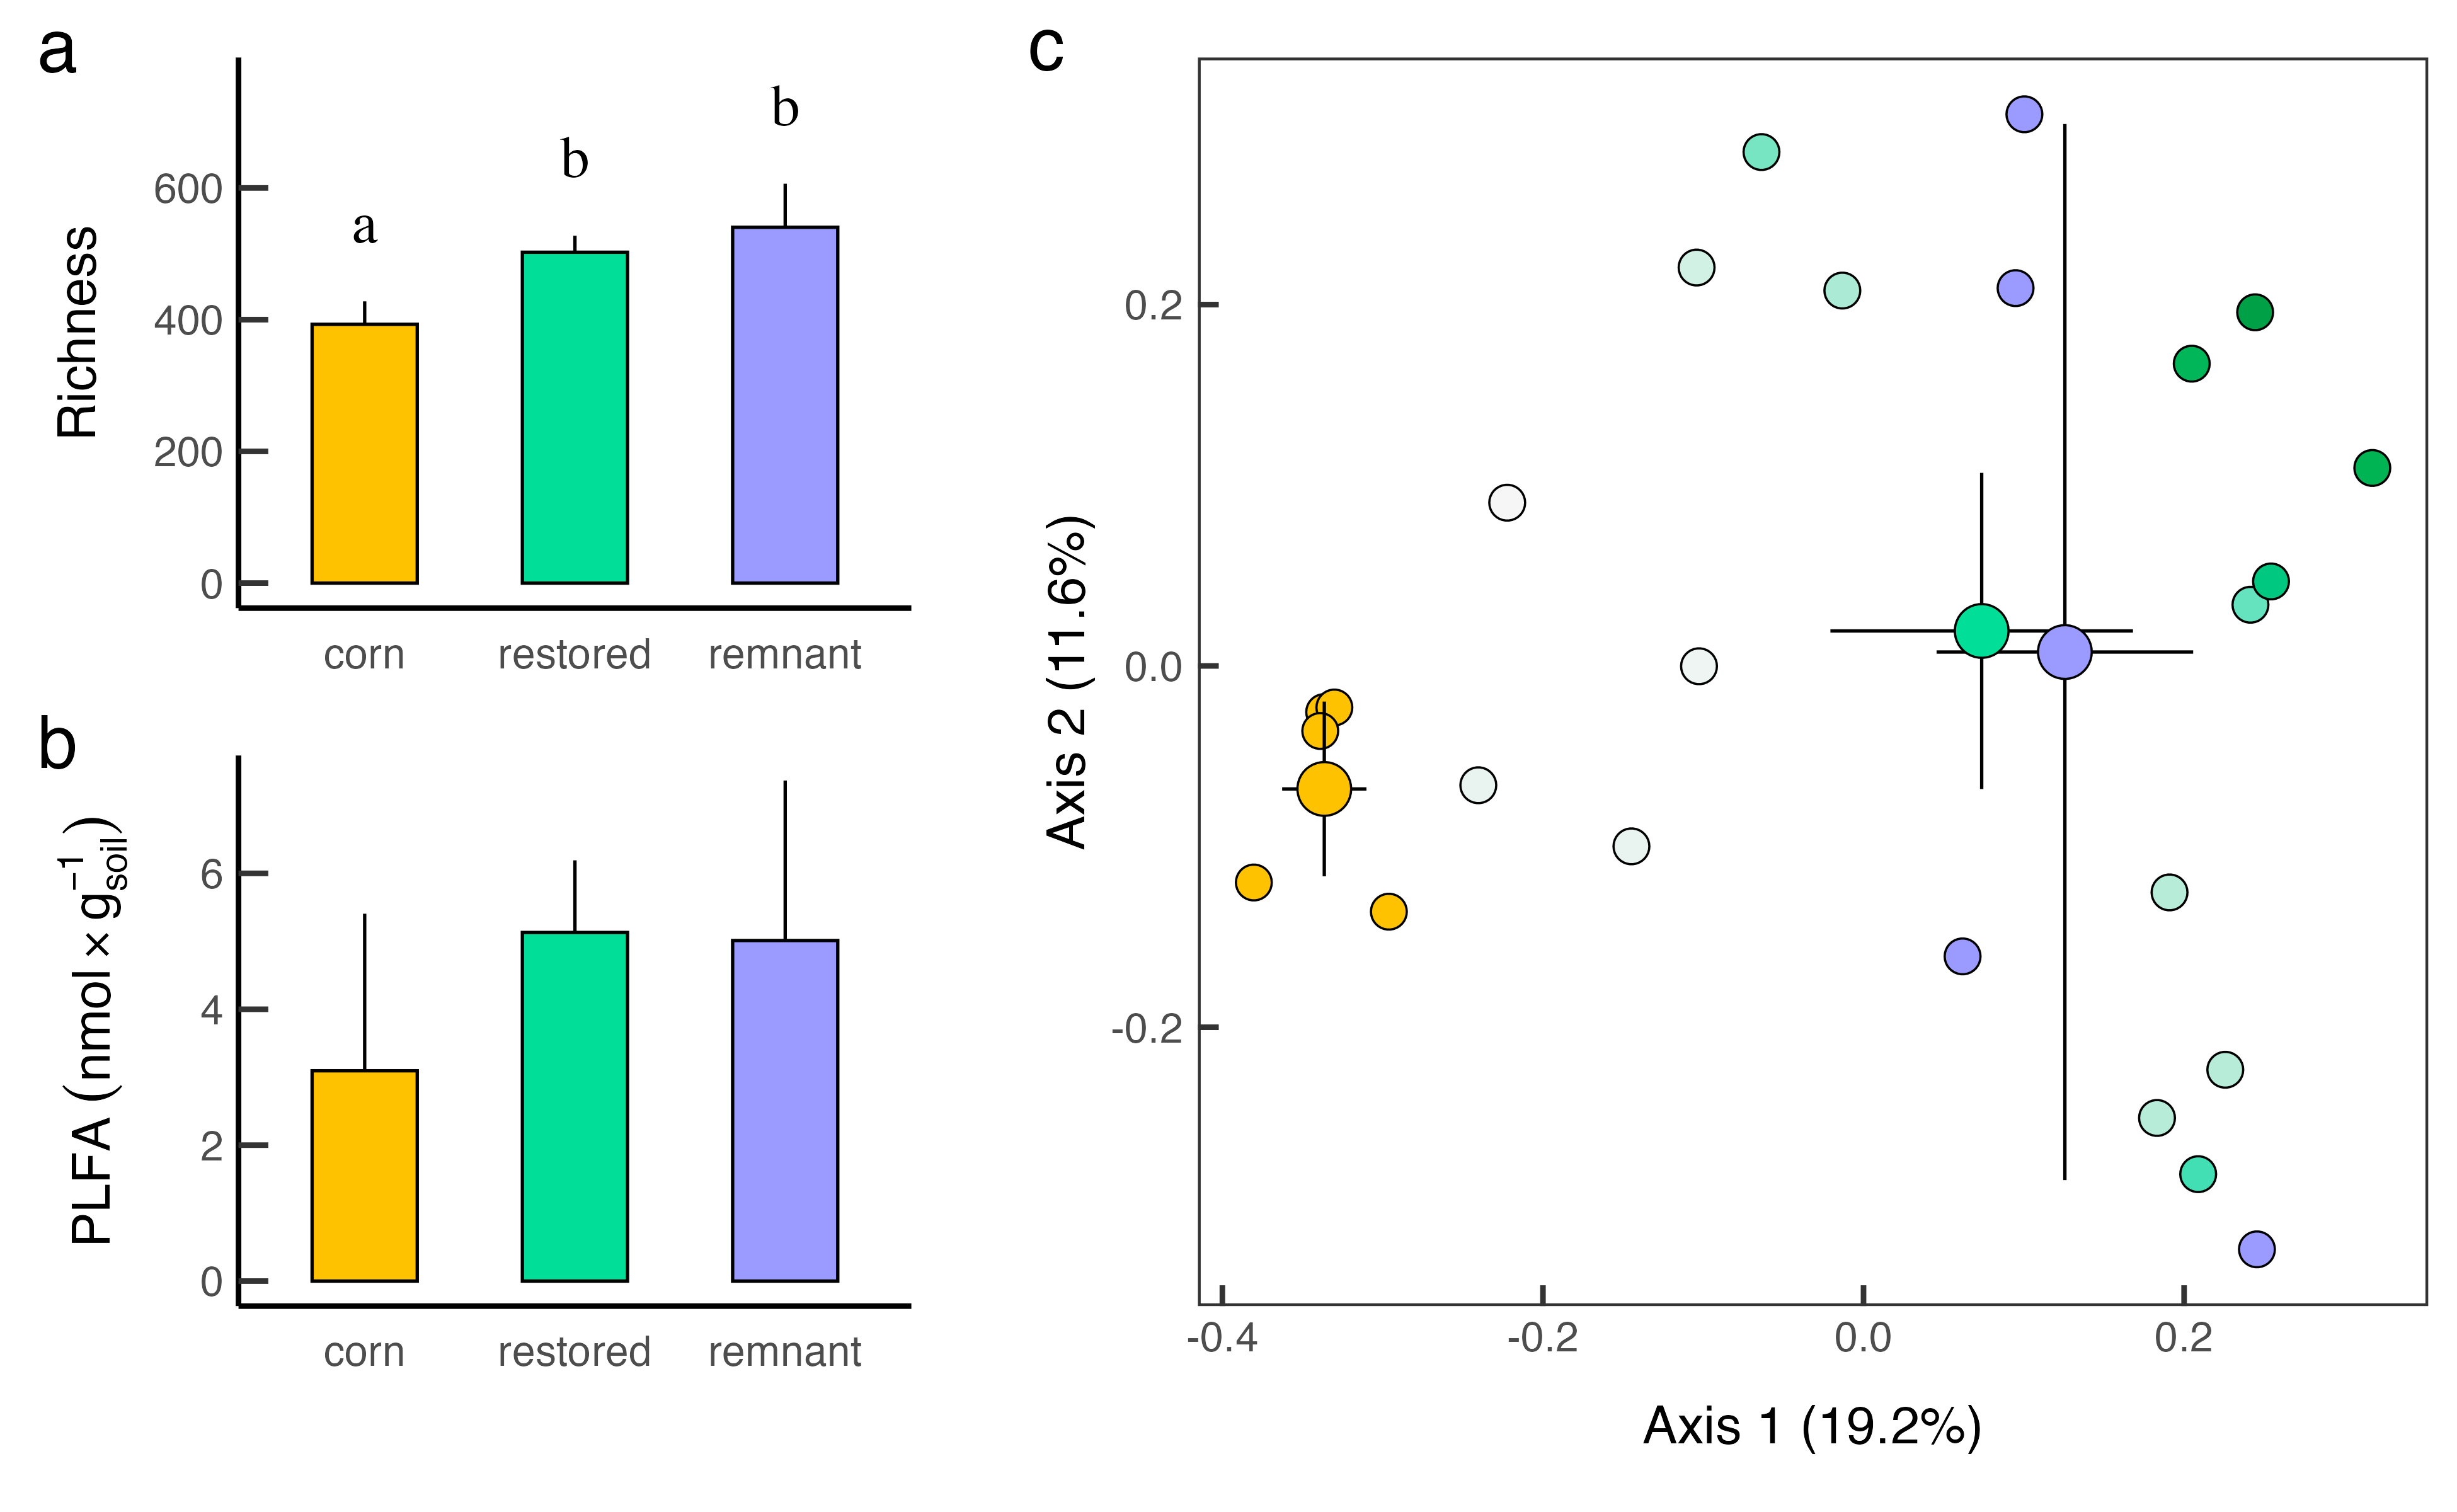 a
Richness
600
400
200
0
a
b
b
corn restored remnant
b
PLFA (nmol × g⁻¹soil)
6
4
2
0
corn restored remnant
c
Axis 2 (11.6%)
0.2
0.0
-0.2
-0.4 -0.2 0.0 0.2
Axis 1 (19.2%)